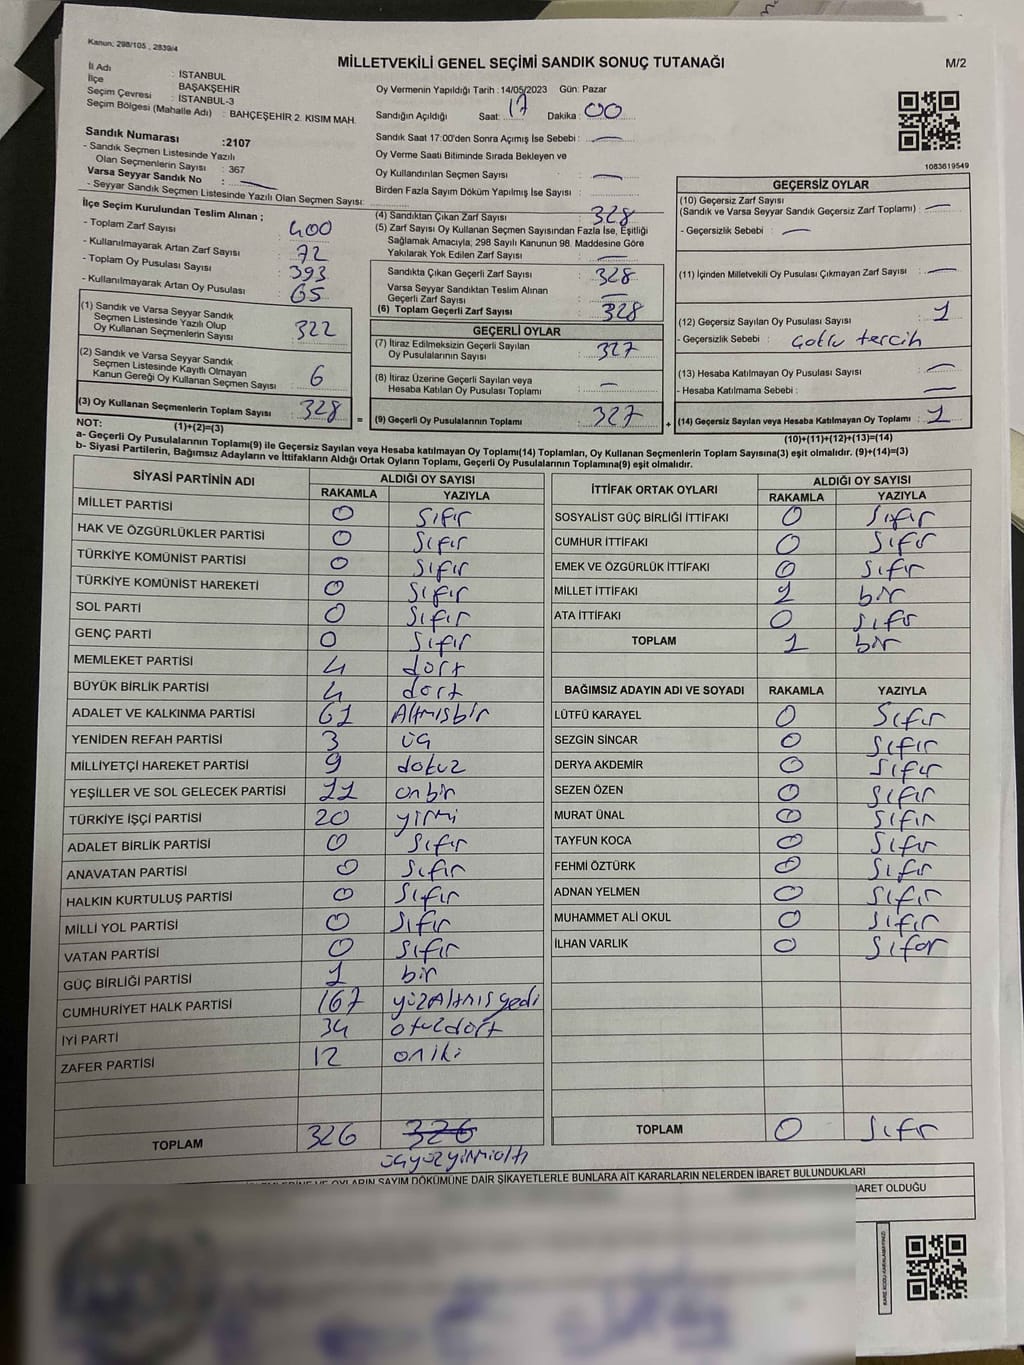 Kanun; 298/105 , 2839/4
MİLLETVEKİLİ GENEL SEÇİMİ SANDIK SONUÇ TUTANAĞI
M/2
İl Adı : İSTANBUL
İlçe : BAŞAKŞEHİR
Seçim Çevresi : İSTANBUL-3
Seçim Bölgesi (Mahalle Adı) : BAHÇEŞEHİR 2. KISIM MAH.
Sandık Numarası :2107
- Sandık Seçmen Listesinde Yazılı
Olan Seçmenlerin Sayısı : 367
Varsa Seyyar Sandık No : —
- Seyyar Sandık Seçmen Listesinde Yazılı Olan Seçmen Sayısı:
Oy Vermenin Yapıldığı Tarih : 14/05/2023 Gün: Pazar
Sandığın Açıldığı Saat: 17 Dakika : 00
Sandık Saat 17:00'den Sonra Açımış İse Sebebi : —
Oy Verme Saati Bitiminde Sırada Bekleyen ve
Oy Kullandırılan Seçmen Sayısı : —
Birden Fazla Sayım Döküm Yapılmış İse Sayısı :
1083619549
İlçe Seçim Kurulundan Teslim Alınan ;
- Toplam Zarf Sayısı : 400
- Kullanılmayarak Artan Zarf Sayısı : 72
- Toplam Oy Pusulası Sayısı : 393
- Kullanılmayarak Artan Oy Pusulası : 65
(1) Sandık ve Varsa Seyyar Sandık
Seçmen Listesinde Yazılı Olup
Oy Kullanan Seçmenlerin Sayısı : 322
(2) Sandık ve Varsa Seyyar Sandık
Seçmen Listesinde Kayıtlı Olmayan
Kanun Gereği Oy Kullanan Seçmen Sayısı : 6
(3) Oy Kullanan Seçmenlerin Toplam Sayısı : 328
(4) Sandıktan Çıkan Zarf Sayısı : 328
(5) Zarf Sayısı Oy Kullanan Seçmen Sayısından Fazla İse, Eşitliği
Sağlamak Amacıyla, 298 Sayılı Kanunun 98. Maddesine Göre
Yakılarak Yok Edilen Zarf Sayısı : —
Sandıkta Çıkan Geçerli Zarf Sayısı : 328
Varsa Seyyar Sandıktan Teslim Alınan
Geçerli Zarf Sayısı : —
(6) Toplam Geçerli Zarf Sayısı : 328
GEÇERLİ OYLAR
(7) İtiraz Edilmeksizin Geçerli Sayılan
Oy Pusulalarının Sayısı : 327
(8) İtiraz Üzerine Geçerli Sayılan veya
Hesaba Katılan Oy Pusulası Toplamı : —
= (9) Geçerli Oy Pusulalarının Toplamı : 327
GEÇERSİZ OYLAR
(10) Geçersiz Zarf Sayısı
(Sandık ve Varsa Seyyar Sandık Geçersiz Zarf Toplamı) : —
- Geçersizlik Sebebi : —
(11) İçinden Milletvekili Oy Pusulası Çıkmayan Zarf Sayısı : —
(12) Geçersiz Sayılan Oy Pusulası Sayısı : 1
- Geçersizlik Sebebi : Çoklu tercih
(13) Hesaba Katılmayan Oy Pusulası Sayısı : —
- Hesaba Katılmama Sebebi : —
+ (14) Geçersiz Sayılan veya Hesaba Katılmayan Oy Toplamı : 1
NOT: (1)+(2)=(3)
(10)+(11)+(12)+(13)=(14)
a- Geçerli Oy Pusulalarının Toplamı(9) ile Geçersiz Sayılan veya Hesaba katılmayan Oy Toplamı(14) Toplamları, Oy Kullanan Seçmenlerin Toplam Sayısına(3) eşit olmalıdır. (9)+(14)=(3)
b- Siyasi Partilerin, Bağımsız Adayların ve İttifakların Aldığı Ortak Oyların Toplamı, Geçerli Oy Pusulalarının Toplamına(9) eşit olmalıdır.
SİYASİ PARTİNİN ADI ALDIĞI OY SAYISI
RAKAMLA YAZIYLA
MİLLET PARTİSİ 0 sıfır
HAK VE ÖZGÜRLÜKLER PARTİSİ 0 sıfır
TÜRKİYE KOMÜNİST PARTİSİ 0 sıfır
TÜRKİYE KOMÜNİST HAREKETİ 0 sıfır
SOL PARTİ 0 sıfır
GENÇ PARTİ 0 sıfır
MEMLEKET PARTİSİ 4 dört
BÜYÜK BİRLİK PARTİSİ 4 dört
ADALET VE KALKINMA PARTİSİ 61 Altmışbir
YENİDEN REFAH PARTİSİ 3 üç
MİLLİYETÇİ HAREKET PARTİSİ 9 dokuz
YEŞİLLER VE SOL GELECEK PARTİSİ 11 onbir
TÜRKİYE İŞÇİ PARTİSİ 20 yirmi
ADALET BİRLİK PARTİSİ 0 sıfır
ANAVATAN PARTİSİ 0 sıfır
HALKIN KURTULUŞ PARTİSİ 0 sıfır
MİLLİ YOL PARTİSİ 0 sıfır
VATAN PARTİSİ 0 sıfır
GÜÇ BİRLİĞİ PARTİSİ 1 bir
CUMHURİYET HALK PARTİSİ 167 yüzAltmışyedi
İYİ PARTİ 34 otuzdört
ZAFER PARTİSİ 12 oniki
TOPLAM 326 326
üçyüzyirmialtı
İTTİFAK ORTAK OYLARI ALDIĞI OY SAYISI
RAKAMLA YAZIYLA
SOSYALİST GÜÇ BİRLİĞİ İTTİFAKI 0 sıfır
CUMHUR İTTİFAKI 0 sıfır
EMEK VE ÖZGÜRLÜK İTTİFAKI 0 sıfır
MİLLET İTTİFAKI 1 bir
ATA İTTİFAKI 0 sıfır
TOPLAM 1 bir
BAĞIMSIZ ADAYIN ADI VE SOYADI RAKAMLA YAZIYLA
LÜTFÜ KARAYEL 0 sıfır
SEZGİN SİNCAR 0 sıfır
DERYA AKDEMİR 0 sıfır
SEZEN ÖZEN 0 sıfır
MURAT ÜNAL 0 sıfır
TAYFUN KOCA 0 sıfır
FEHMİ ÖZTÜRK 0 sıfır
ADNAN YELMEN 0 sıfır
MUHAMMET ALİ OKUL 0 sıfır
İLHAN VARLIK 0 sıfır
TOPLAM 0 sıfır
OYLARIN SAYIM DÖKÜMÜNE DAİR ŞİKAYETLERLE BUNLARA AİT KARARLARIN NELERDEN İBARET BULUNDUKLARI
OLDUĞU